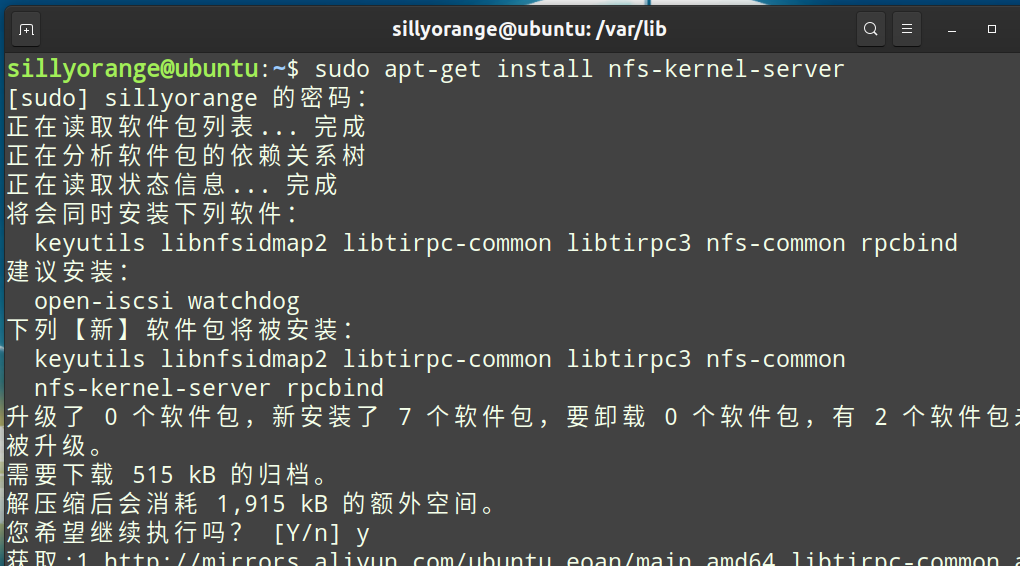 sillyorange@ubuntu: /var/lib
sillyorange@ubuntu:~$ sudo apt-get install nfs-kernel-server
[sudo] sillyorange 的密码：
正在读取软件包列表... 完成
正在分析软件包的依赖关系树
正在读取状态信息... 完成
将会同时安装下列软件：
keyutils libnfsidmap2 libtirpc-common libtirpc3 nfs-common rpcbind
建议安装：
open-iscsi watchdog
下列【新】软件包将被安装：
keyutils libnfsidmap2 libtirpc-common libtirpc3 nfs-common
nfs-kernel-server rpcbind
升级了 0 个软件包，新安装了 7 个软件包，要卸载 0 个软件包，有 2 个软件包未
被升级。
需要下载 515 kB 的归档。
解压缩后会消耗 1,915 kB 的额外空间。
您希望继续执行吗？ [Y/n] y
获取:1 http://mirrors.aliyun.com/ubuntu eoan/main amd64 libtirpc-common a